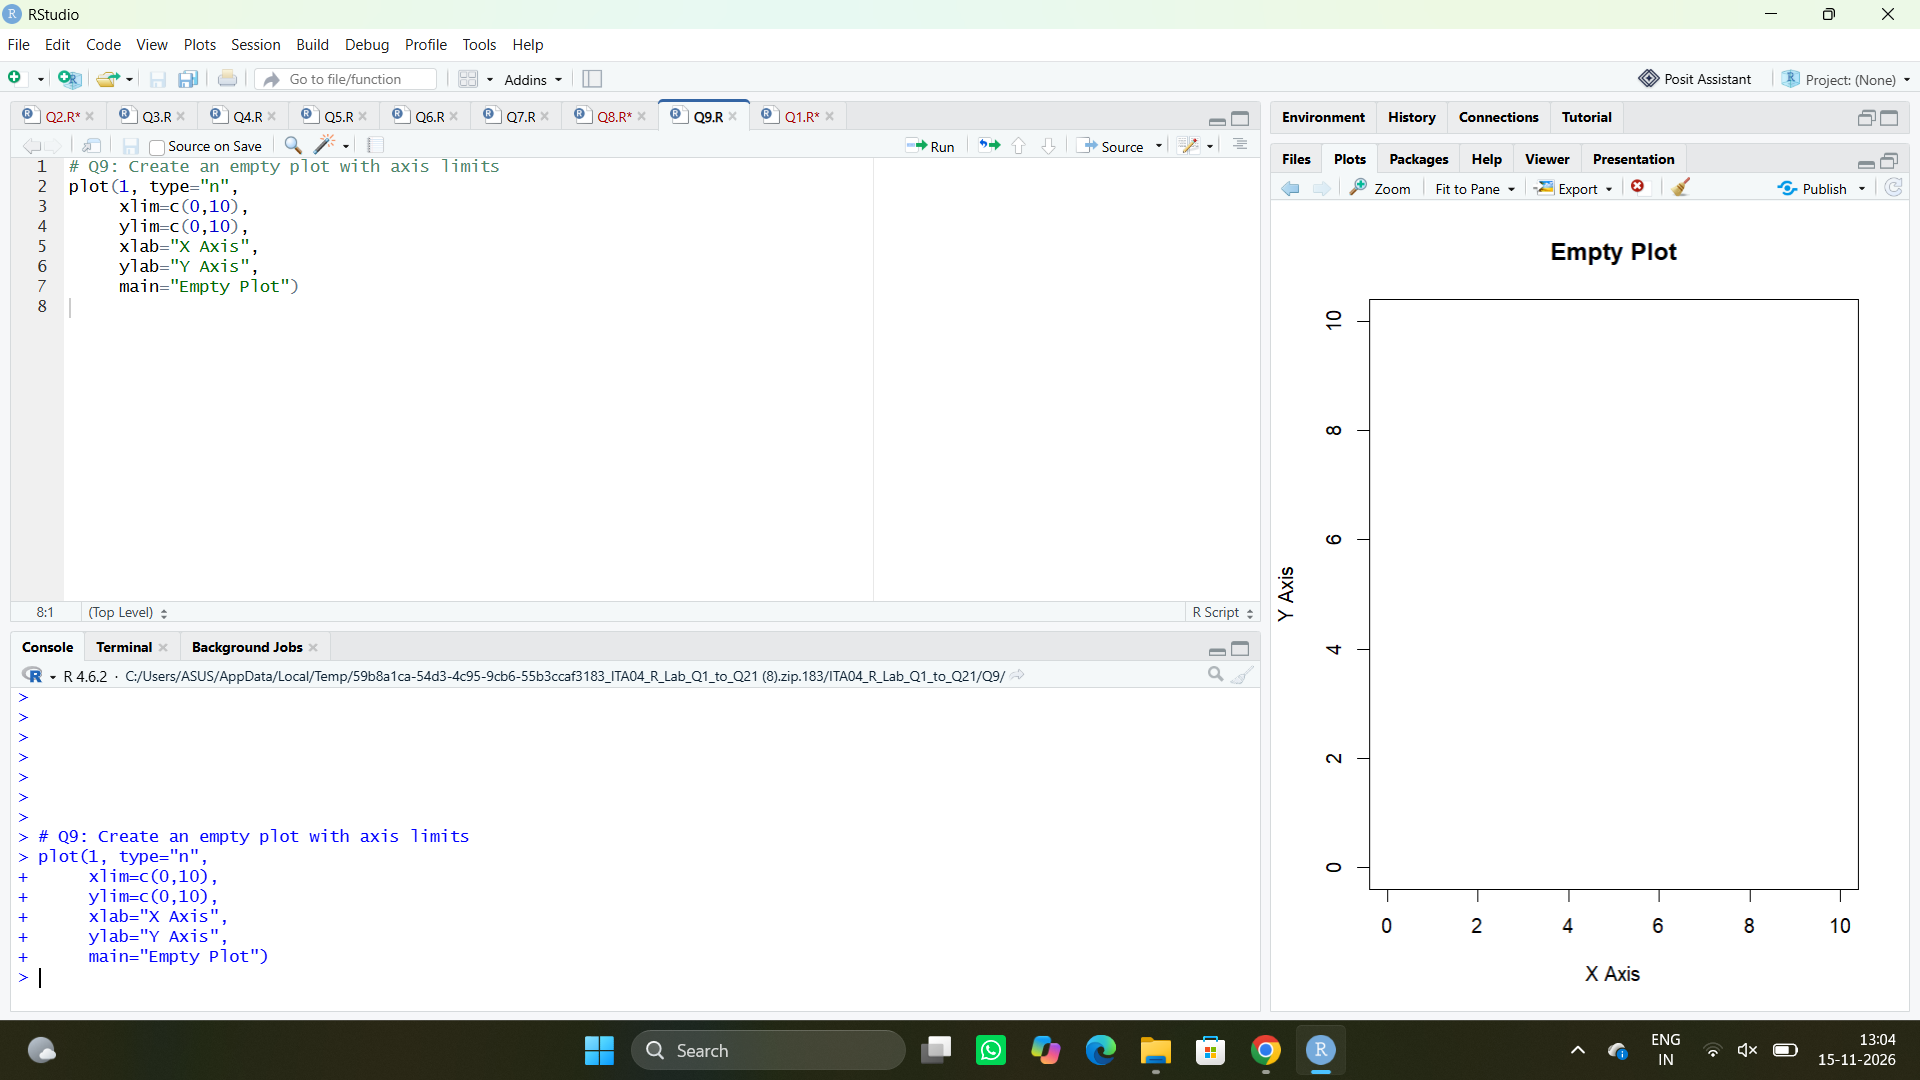 RStudio
File Edit Code View Plots Session Build Debug Profile Tools Help
Go to file/function Addins Posit Assistant Project: (None)
Q2.R* Q3.R Q4.R Q5.R Q6.R Q7.R Q8.R* Q9.R Q1.R*
Source on Save Run Source
1 # Q9: Create an empty plot with axis limits
2 plot(1, type="n",
3 xlim=c(0,10),
4 ylim=c(0,10),
5 xlab="X Axis",
6 ylab="Y Axis",
7 main="Empty Plot")
8
8:1 (Top Level) R Script
Console Terminal Background Jobs
R 4.6.2 · C:/Users/ASUS/AppData/Local/Temp/59b8a1ca-54d3-4c95-9cb6-55b3ccaf3183_ITA04_R_Lab_Q1_to_Q21 (8).zip.183/ITA04_R_Lab_Q1_to_Q21/Q9/
>
>
>
>
>
>
>
> # Q9: Create an empty plot with axis limits
> plot(1, type="n",
+ xlim=c(0,10),
+ ylim=c(0,10),
+ xlab="X Axis",
+ ylab="Y Axis",
+ main="Empty Plot")
>
Environment History Connections Tutorial
Files Plots Packages Help Viewer Presentation
Zoom Fit to Pane Export Publish
Empty Plot
10
8
6
4
2
0
Y Axis
0 2 4 6 8 10
X Axis
Search
ENG
IN
13:04
15-11-2026